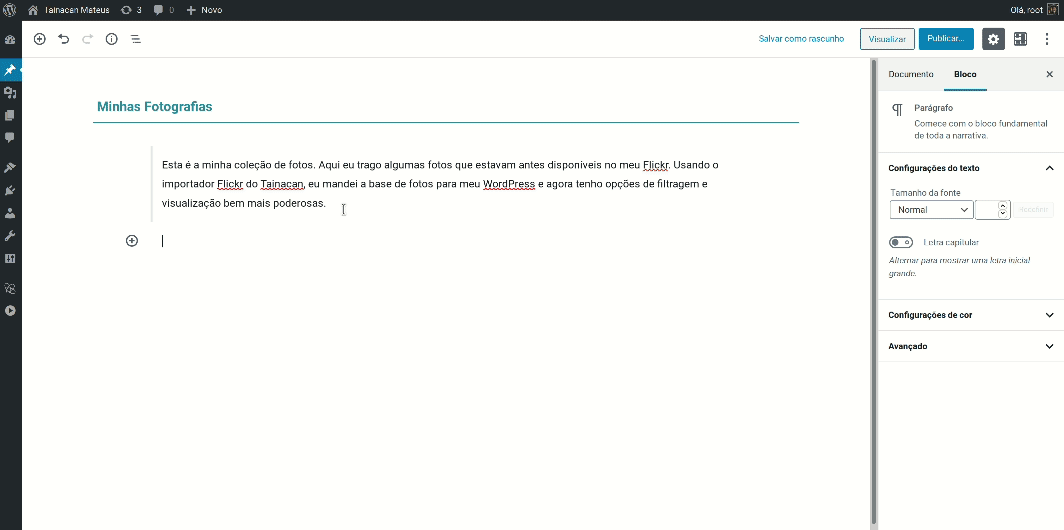 Tainacan Mateus 3 0 Novo Olá, root
Salvar como rascunho Visualizar Publicar...
Documento Bloco
Minhas Fotografias
Parágrafo
Comece com o bloco fundamental
de toda a narrativa.
Esta é a minha coleção de fotos. Aqui eu trago algumas fotos que estavam antes disponíveis no meu Flickr. Usando o
importador Flickr do Tainacan, eu mandei a base de fotos para meu WordPress e agora tenho opções de filtragem e
visualização bem mais poderosas.
Configurações do texto
Tamanho da fonte
Normal Redefinir
Letra capitular
Alternar para mostrar uma letra inicial
grande.
Configurações de cor
Avançado